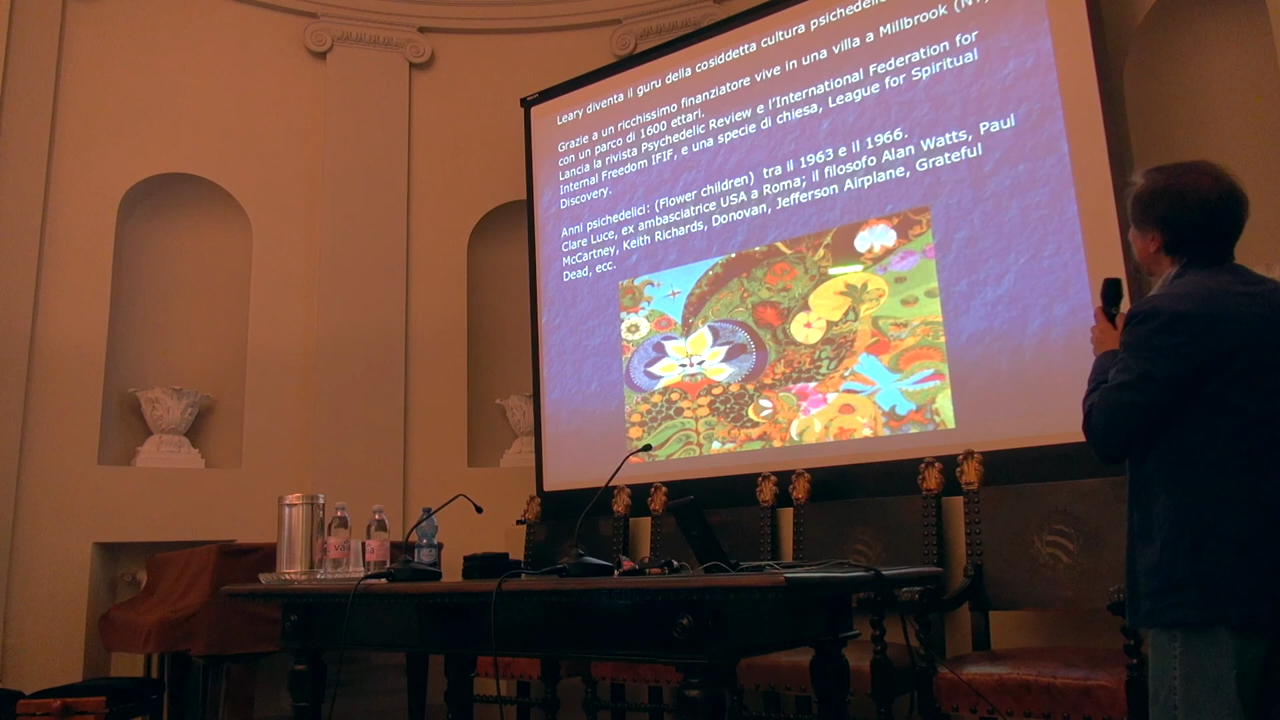 Leary diventa il guru della cosiddetta cultura psichedelic
Grazie a un ricchissimo finanziatore vive in una villa a Millbrook (NY)
con un parco di 1600 ettari.
Lancia la rivista Psychedelic Review e l'International Federation for
Internal Freedom IFIF, e una specie di chiesa, League for Spiritual
Discovery.
Anni psichedelici: (Flower children) tra il 1963 e il 1966.
Clare Luce, ex ambasciatrice USA a Roma; il filosofo Alan Watts, Paul
McCartney, Keith Richards, Donovan, Jefferson Airplane, Grateful
Dead, ecc.